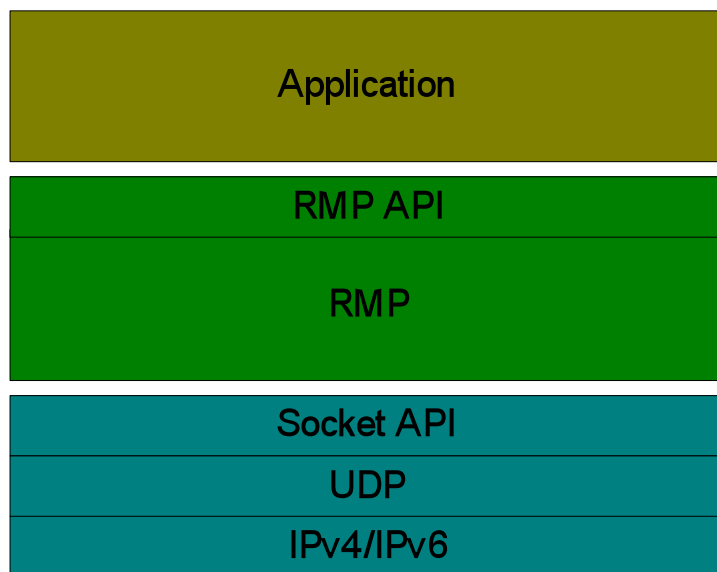 Application
RMP API
RMP
Socket API
UDP
IPv4/IPv6